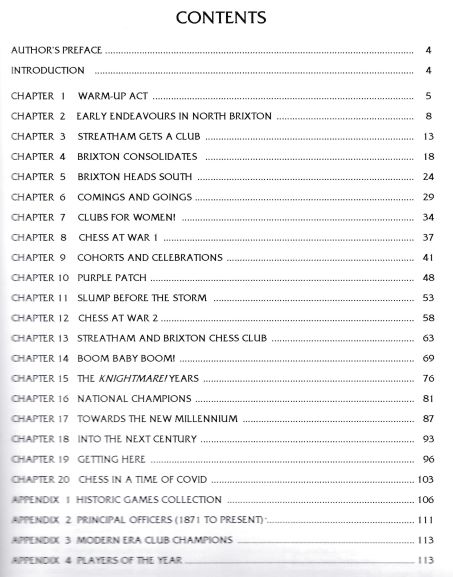 CONTENTS
AUTHOR'S PREFACE 4
INTRODUCTION 4
CHAPTER 1 WARM-UP ACT 5
CHAPTER 2 EARLY ENDEAVOURS IN NORTH BRIXTON 8
CHAPTER 3 STREATHAM GETS A CLUB 13
CHAPTER 4 BRIXTON CONSOLIDATES 18
CHAPTER 5 BRIXTON HEADS SOUTH 24
CHAPTER 6 COMINGS AND GOINGS 29
CHAPTER 7 CLUBS FOR WOMEN! 34
CHAPTER 8 CHESS AT WAR 1 37
CHAPTER 9 COHORTS AND CELEBRATIONS 41
CHAPTER 10 PURPLE PATCH 48
CHAPTER 11 SLUMP BEFORE THE STORM 53
CHAPTER 12 CHESS AT WAR 2 58
CHAPTER 13 STREATHAM AND BRIXTON CHESS CLUB 63
CHAPTER 14 BOOM BABY BOOM! 69
CHAPTER 15 THE KNIGHTMARE! YEARS 76
CHAPTER 16 NATIONAL CHAMPIONS 81
CHAPTER 17 TOWARDS THE NEW MILLENNIUM 87
CHAPTER 18 INTO THE NEXT CENTURY 93
CHAPTER 19 GETTING HERE 96
CHAPTER 20 CHESS IN A TIME OF COVID 103
APPENDIX 1 HISTORIC GAMES COLLECTION 106
APPENDIX 2 PRINCIPAL OFFICERS (1871 TO PRESENT) 111
APPENDIX 3 MODERN ERA CLUB CHAMPIONS 113
APPENDIX 4 PLAYERS OF THE YEAR 113